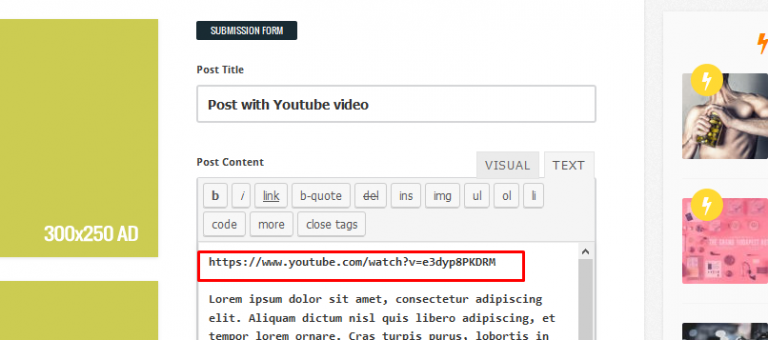 SUBMISSION FORM
Post Title
Post with Youtube video
Post Content
VISUAL TEXT
b i link b-quote del ins img ul ol li
code more close tags
300x250 AD
https://www.youtube.com/watch?v=e3dyp8PKDRM
Lorem ipsum dolor sit amet, consectetur adipiscing
elit. Aliquam dictum nisl quis libero adipiscing, et
tempor lorem ornare. Cras turpis purus, lobortis in